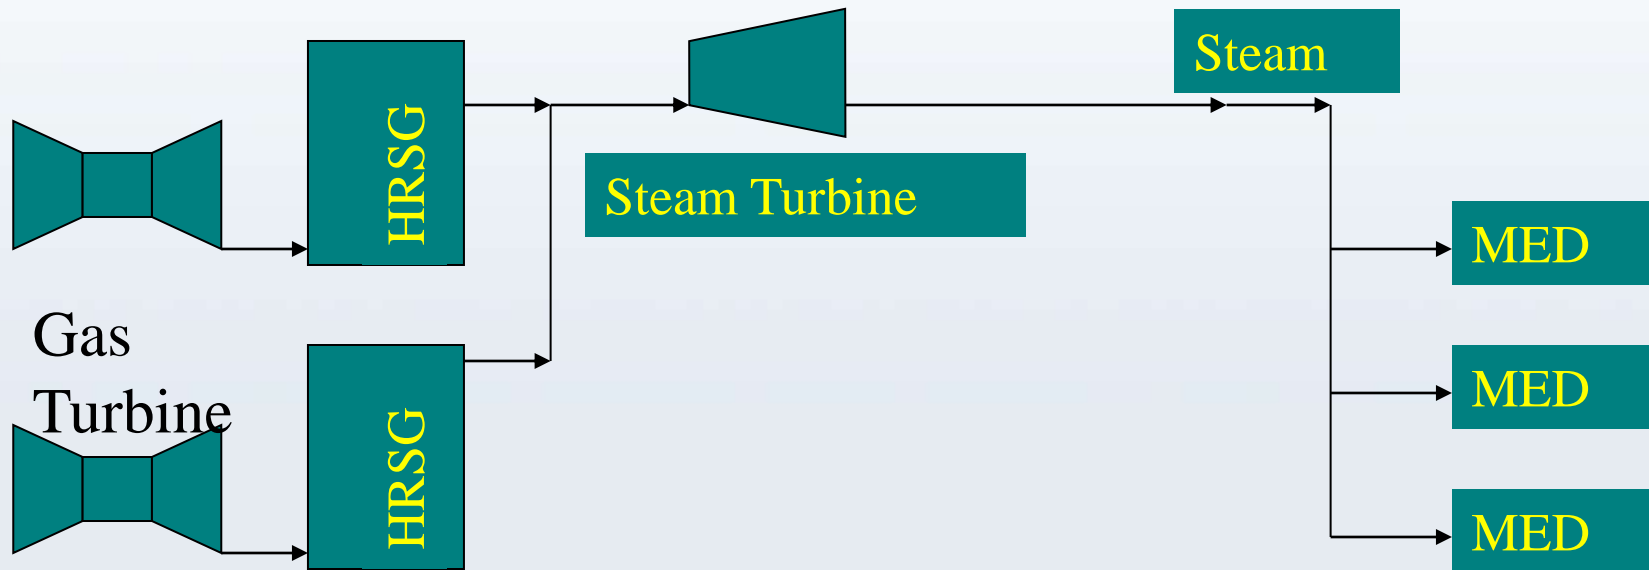 Steam
HRSG
Steam Turbine
MED
Gas
Turbine
MED
HRSG
MED